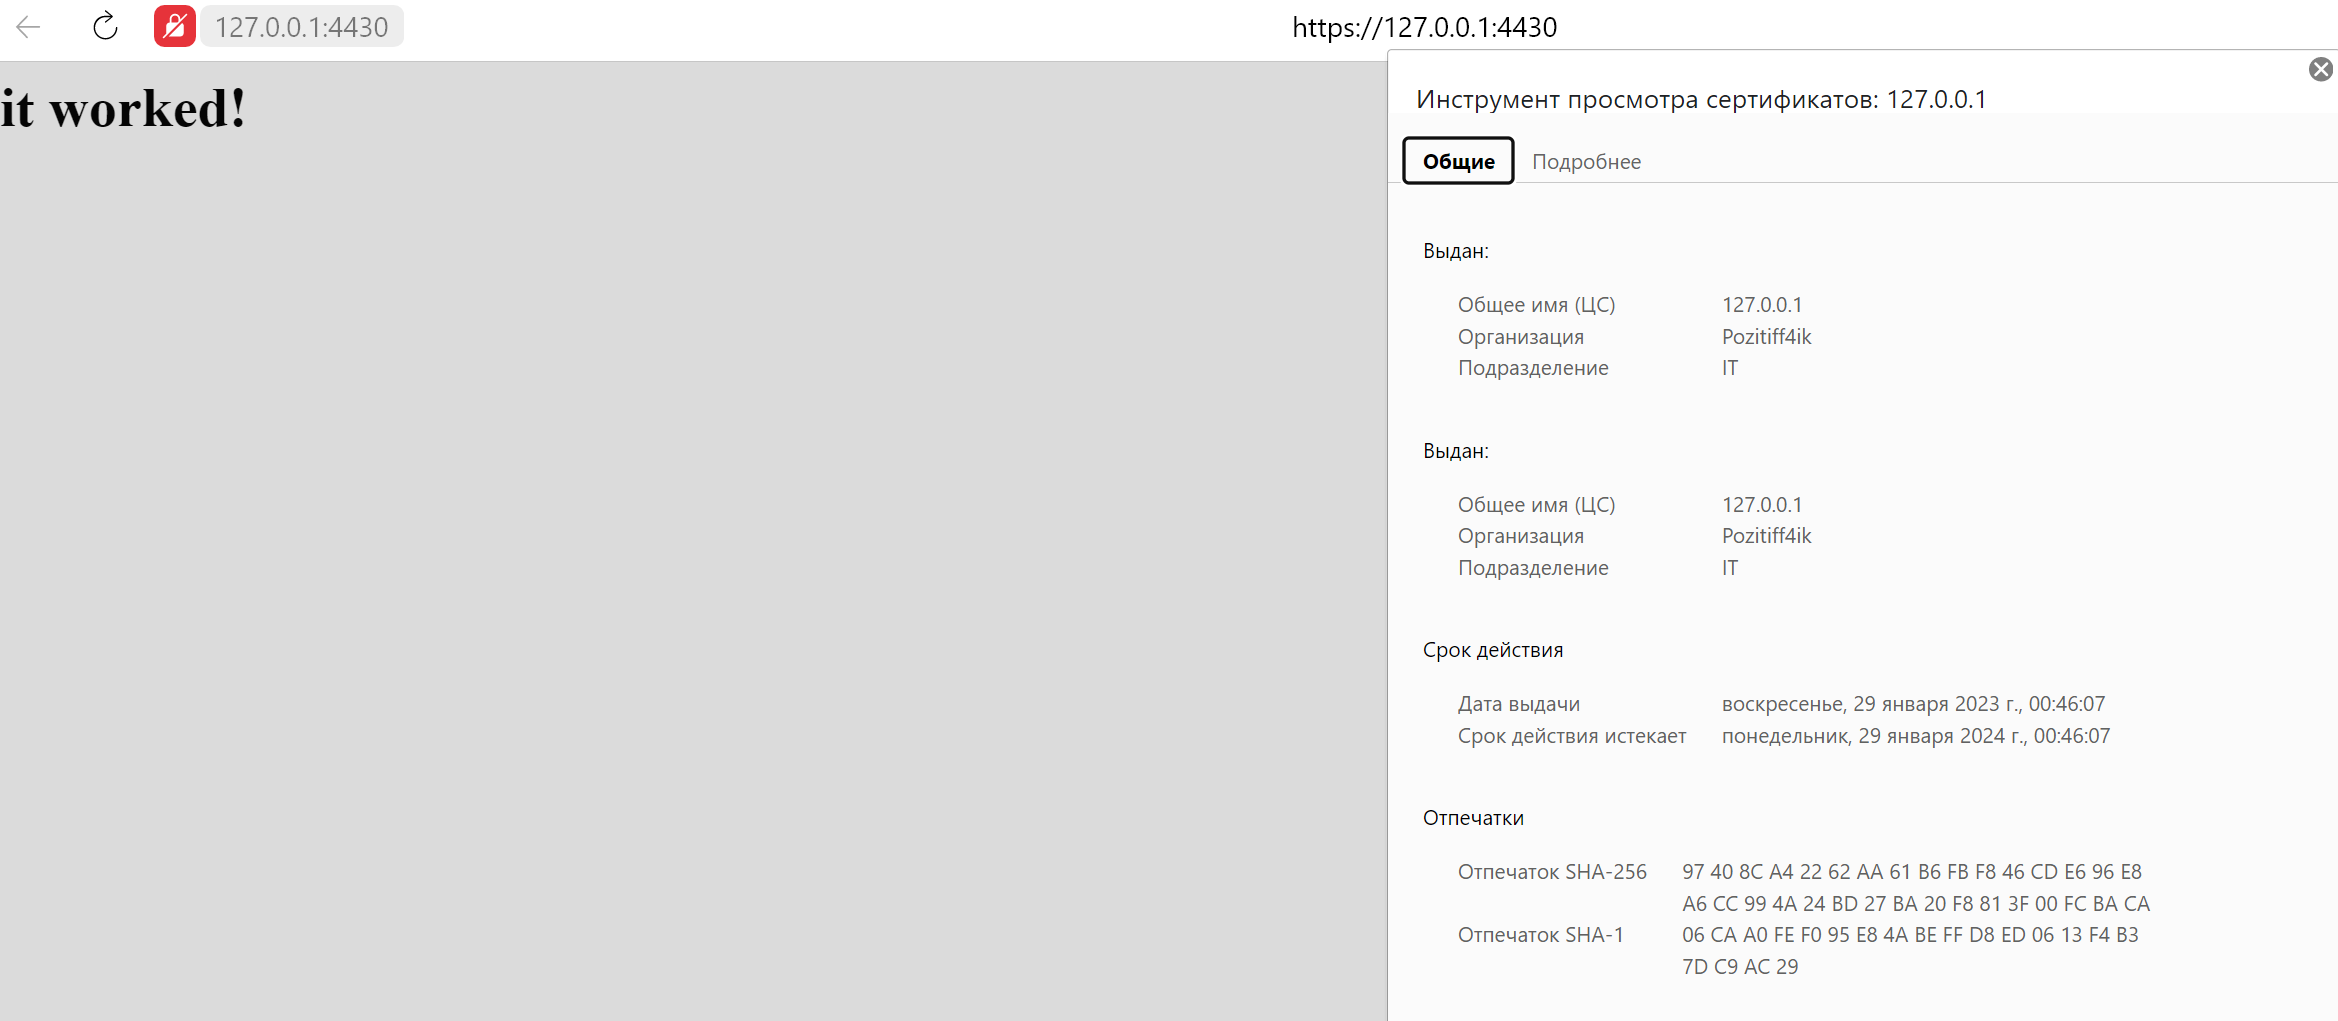 127.0.0.1:4430
https://127.0.0.1:4430
it worked!
Инструмент просмотра сертификатов: 127.0.0.1
Общие Подробнее
Выдан:
Общее имя (ЦС) 127.0.0.1
Организация Pozitiff4ik
Подразделение IT
Выдан:
Общее имя (ЦС) 127.0.0.1
Организация Pozitiff4ik
Подразделение IT
Срок действия
Дата выдачи воскресенье, 29 января 2023 г., 00:46:07
Срок действия истекает понедельник, 29 января 2024 г., 00:46:07
Отпечатки
Отпечаток SHA-256 97 40 8C A4 22 62 AA 61 B6 FB F8 46 CD E6 96 E8
A6 CC 99 4A 24 BD 27 BA 20 F8 81 3F 00 FC BA CA
Отпечаток SHA-1 06 CA A0 FE F0 95 E8 4A BE FF D8 ED 06 13 F4 B3
7D C9 AC 29